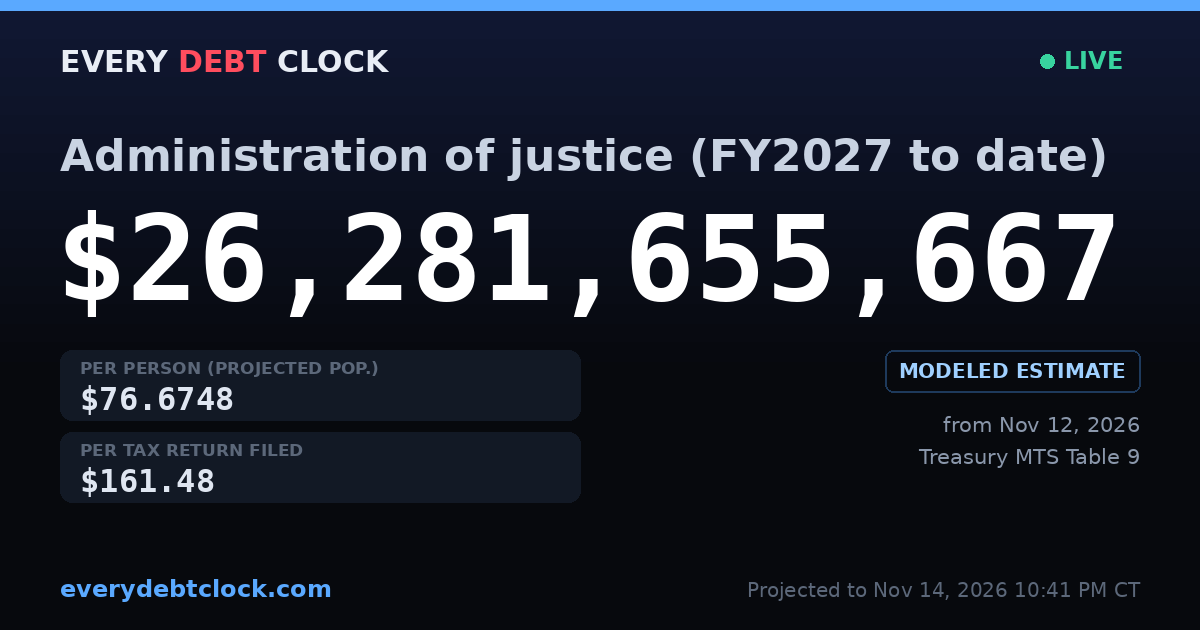 EVERY DEBT CLOCK
LIVE
Administration of justice (FY2027 to date)
$26,281,655,667
PER PERSON (PROJECTED POP.)
$76.6748
PER TAX RETURN FILED
$161.48
MODELED ESTIMATE
from Nov 12, 2026
Treasury MTS Table 9
everydebtclock.com
Projected to Nov 14, 2026 10:41 PM CT